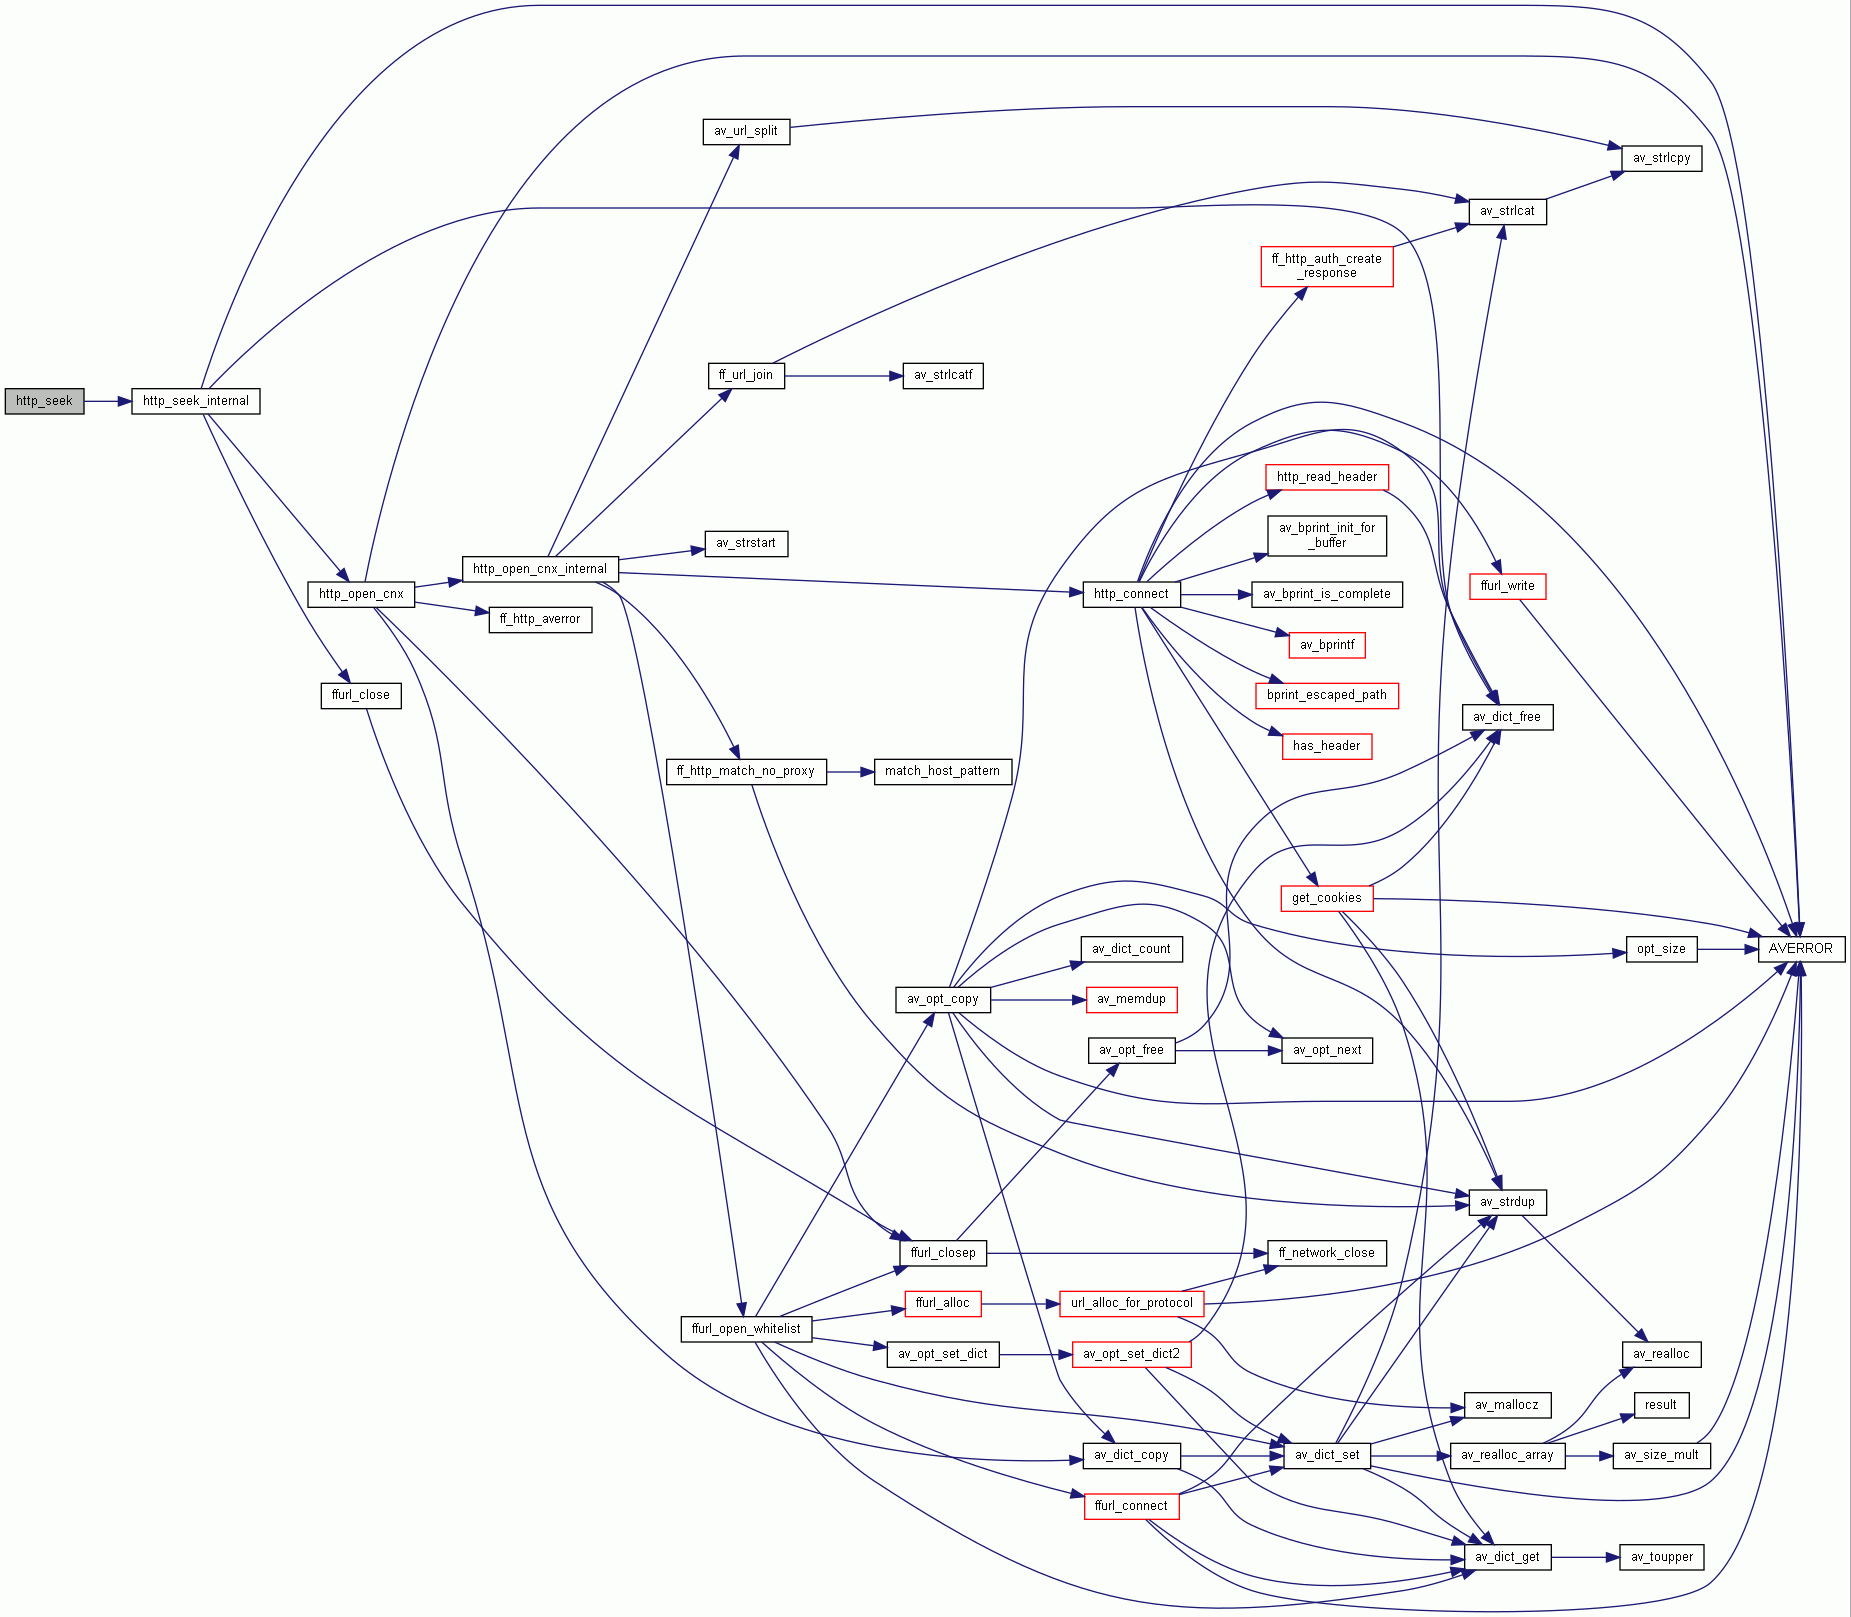 http_seek
http_seek_internal
http_open_cnx
ffurl_close
http_open_cnx_internal
ff_http_averror
av_url_split
ff_url_join
av_strstart
ff_http_match_no_proxy
ffurl_open_whitelist
av_strlcatf
match_host_pattern
av_opt_copy
ffurl_closep
ffurl_alloc
av_opt_set_dict
http_connect
av_dict_count
av_memdup
av_opt_free
url_alloc_for_protocol
av_opt_set_dict2
av_dict_copy
ffurl_connect
ff_http_auth_create
_response
http_read_header
av_bprint_init_for
_buffer
av_bprint_is_complete
av_bprintf
bprint_escaped_path
has_header
get_cookies
av_opt_next
ff_network_close
av_dict_set
av_strlcat
ffurl_write
av_dict_free
av_strdup
av_mallocz
av_realloc_array
av_dict_get
av_strlcpy
opt_size
av_realloc
result
av_size_mult
av_toupper
AVERROR